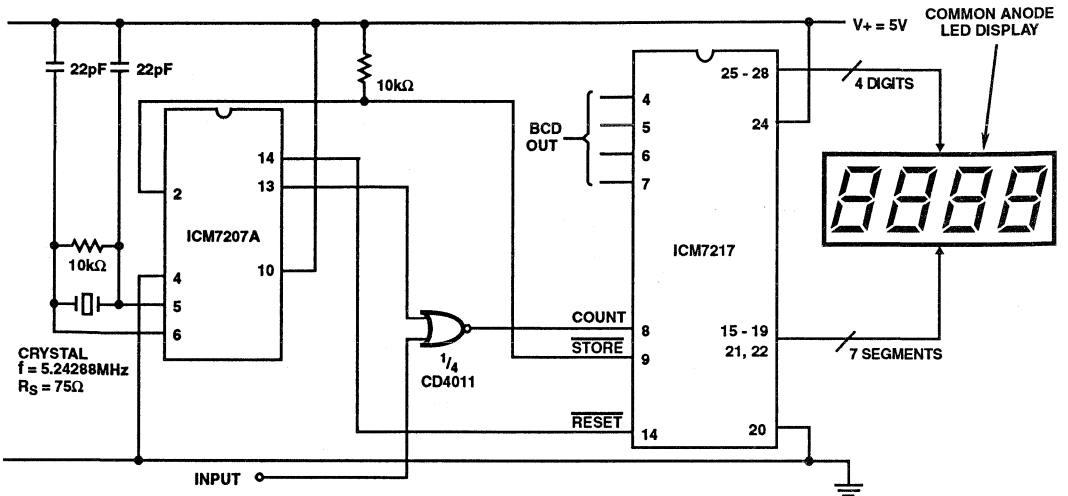 V+ = 5V
COMMON ANODE
LED DISPLAY
22pF
22pF
10kΩ
25 - 28
4 DIGITS
24
BCD
OUT
4
5
6
7
14
13
2
ICM7207A
10kΩ
10
4
5
6
ICM7217
CRYSTAL
f = 5.24288MHz
RS = 75Ω
COUNT
8
STORE
9
1/4
CD4011
15 - 19
21, 22
7 SEGMENTS
RESET
14
20
INPUT
8888